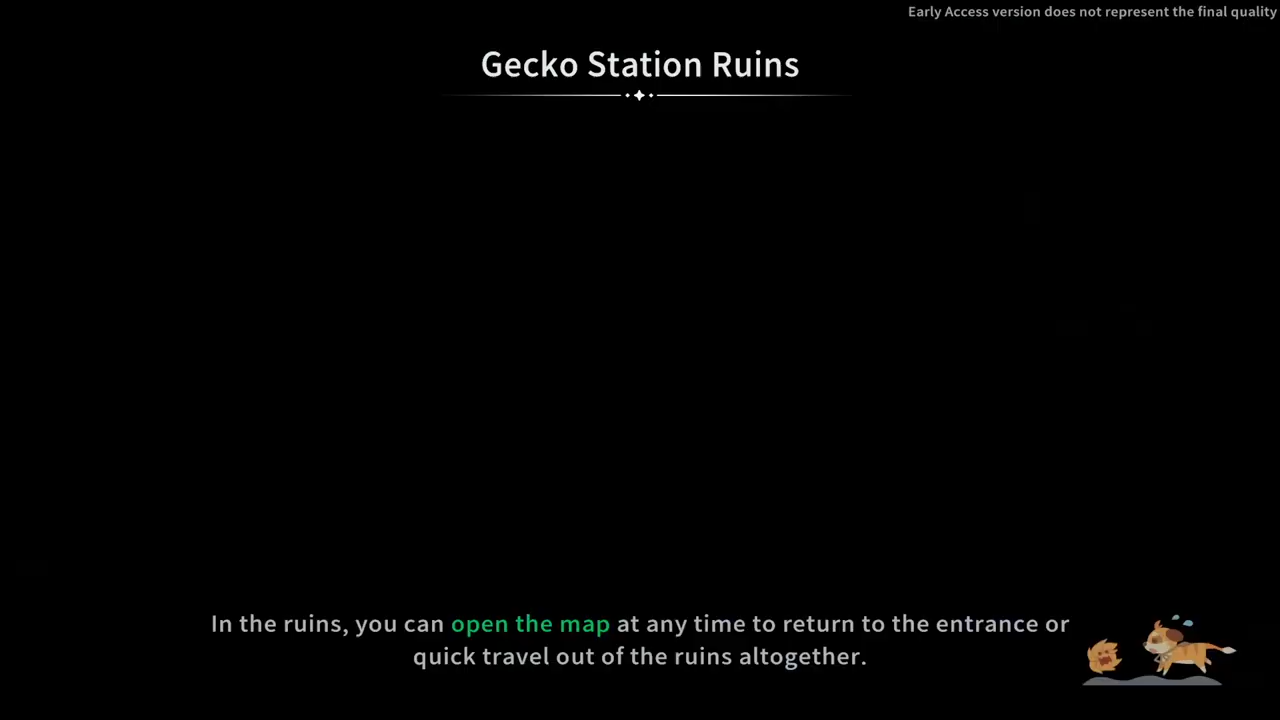 Early Access version does not represent the final quality
Gecko Station Ruins
In the ruins, you can open the map at any time to return to the entrance or
quick travel out of the ruins altogether.